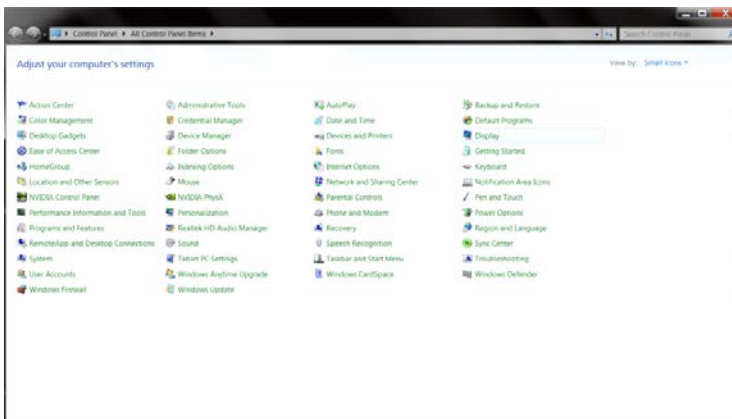 Control Panel ▸ All Control Panel Items ▸
Search Control Panel
Adjust your computer's settings
View by: Small icons
Action Center Administrative Tools AutoPlay Backup and Restore
Color Management Credential Manager Date and Time Default Programs
Desktop Gadgets Device Manager Devices and Printers Display
Ease of Access Center Folder Options Fonts Getting Started
HomeGroup Indexing Options Internet Options Keyboard
Location and Other Sensors Mouse Network and Sharing Center Notification Area Icons
NVIDIA Control Panel NVIDIA PhysX Parental Controls Pen and Touch
Performance Information and Tools Personalization Phone and Modem Power Options
Programs and Features Realtek HD Audio Manager Recovery Region and Language
RemoteApp and Desktop Connections Sound Speech Recognition Sync Center
System Tablet PC Settings Taskbar and Start Menu Troubleshooting
User Accounts Windows Anytime Upgrade Windows CardSpace Windows Defender
Windows Firewall Windows Update